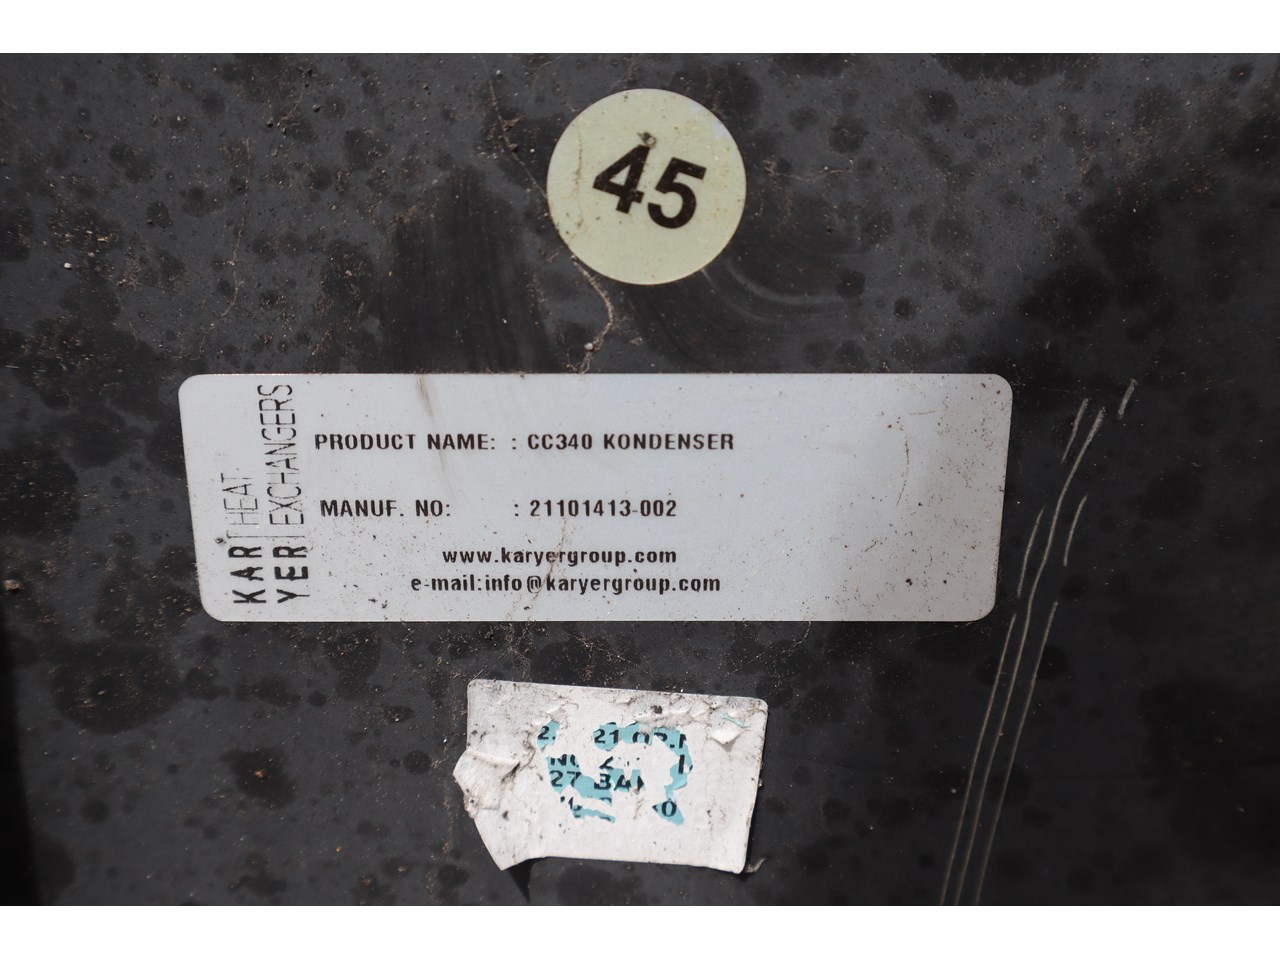 45
KAR HEAT
YER EXCHANGERS
PRODUCT NAME: : CC340 KONDENSER
MANUF. NO: : 21101413-002
www.karyergroup.com
e-mail:info@karyergroup.com
27